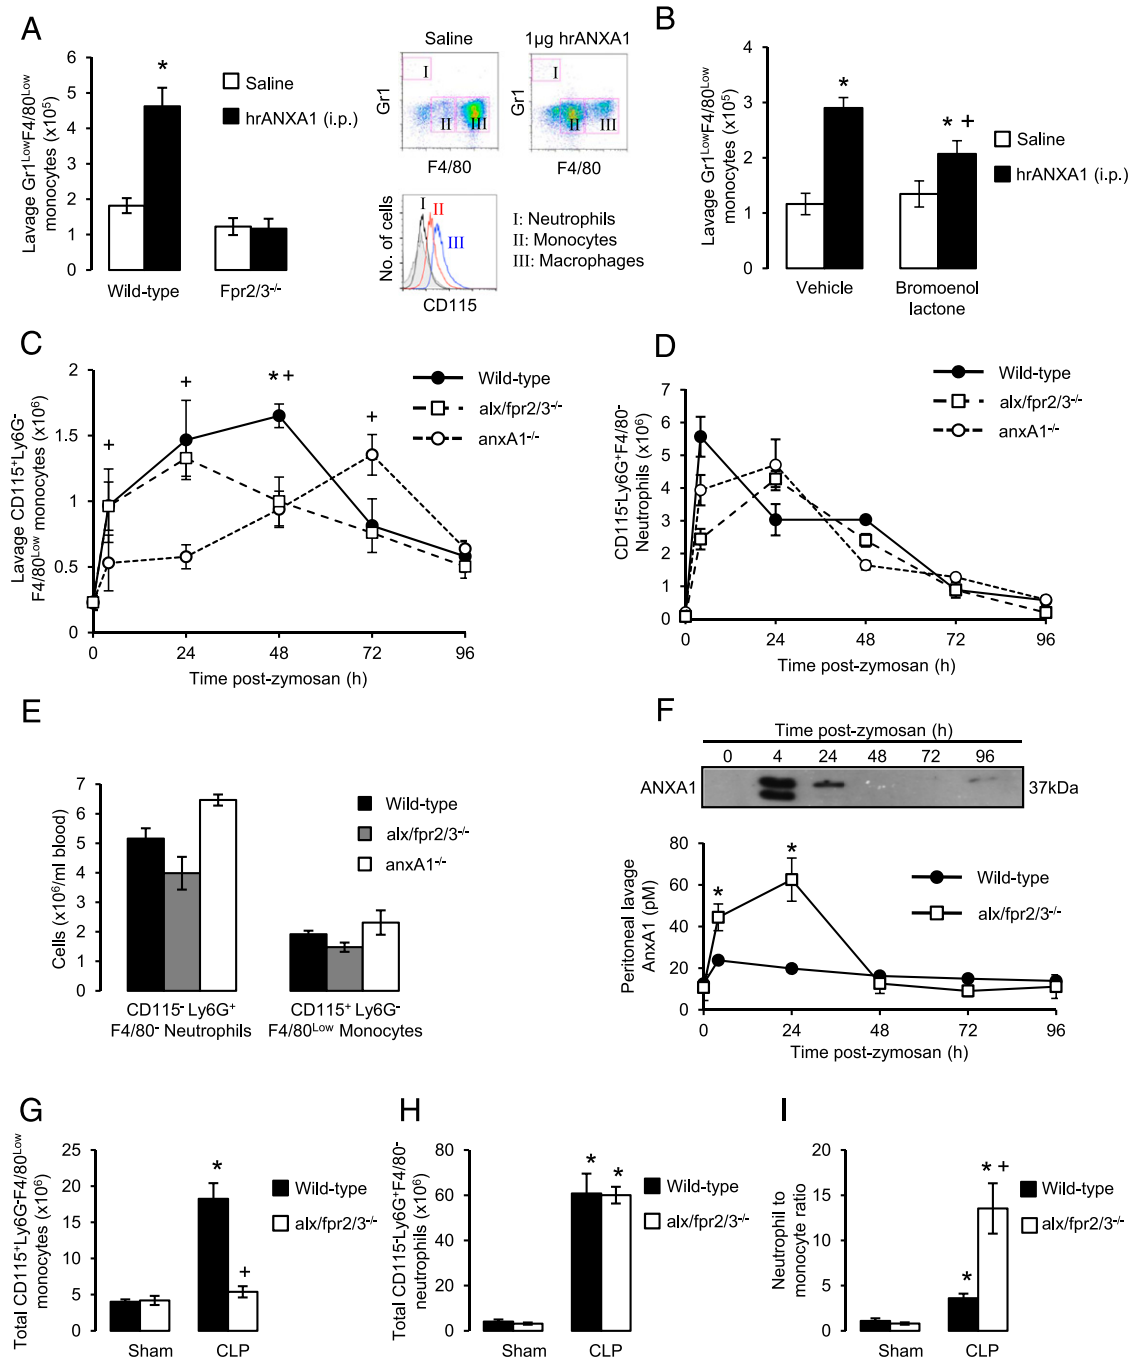 A
Lavage Gr1LowF4/80Low
monocytes (x10⁵)
6
5
4
3
2
1
0
*
Saline
hrANXA1 (i.p.)
Wild-type
Fpr2/3-/-
Saline
1µg hrANXA1
Gr1
I
II
III
F4/80
Gr1
I
II
III
F4/80
No. of cells
I
II
III
CD115
I: Neutrophils
II: Monocytes
III: Macrophages
B
Lavage Gr1LowF4/80Low
monocytes (x10⁵)
4
3
2
1
0
*
* +
Saline
hrANXA1 (i.p.)
Vehicle
Bromoenol
lactone
C
Lavage CD115+Ly6G-
F4/80Low monocytes (x10⁶)
2
1.5
1
0.5
0
+
+
* +
+
Wild-type
alx/fpr2/3-/-
anxA1-/-
0 24 48 72 96
Time post-zymosan (h)
D
CD115-Ly6G+F4/80-
Neutrophils (x10⁶)
7
6
5
4
3
2
1
0
Wild-type
alx/fpr2/3-/-
anxA1-/-
0 24 48 72 96
Time post-zymosan (h)
E
Cells (x10⁶/ml blood)
7
6
5
4
3
2
1
0
Wild-type
alx/fpr2/3-/-
anxA1-/-
CD115- Ly6G+
F4/80- Neutrophils
CD115+ Ly6G-
F4/80Low Monocytes
F
Time post-zymosan (h)
0 4 24 48 72 96
ANXA1
37kDa
Peritoneal lavage
AnxA1 (pM)
80
60
40
20
0
*
*
Wild-type
alx/fpr2/3-/-
0 24 48 72 96
Time post-zymosan (h)
G
Total CD115+Ly6G-F4/80Low
monocytes (x10⁶)
25
20
15
10
5
0
*
+
Wild-type
alx/fpr2/3-/-
Sham
CLP
H
Total CD115-Ly6G+F4/80-
neutrophils (x10⁶)
80
60
40
20
0
*
*
Wild-type
alx/fpr2/3-/-
Sham
CLP
I
Neutrophil to
monocyte ratio
20
15
10
5
0
*
* +
Wild-type
alx/fpr2/3-/-
Sham
CLP